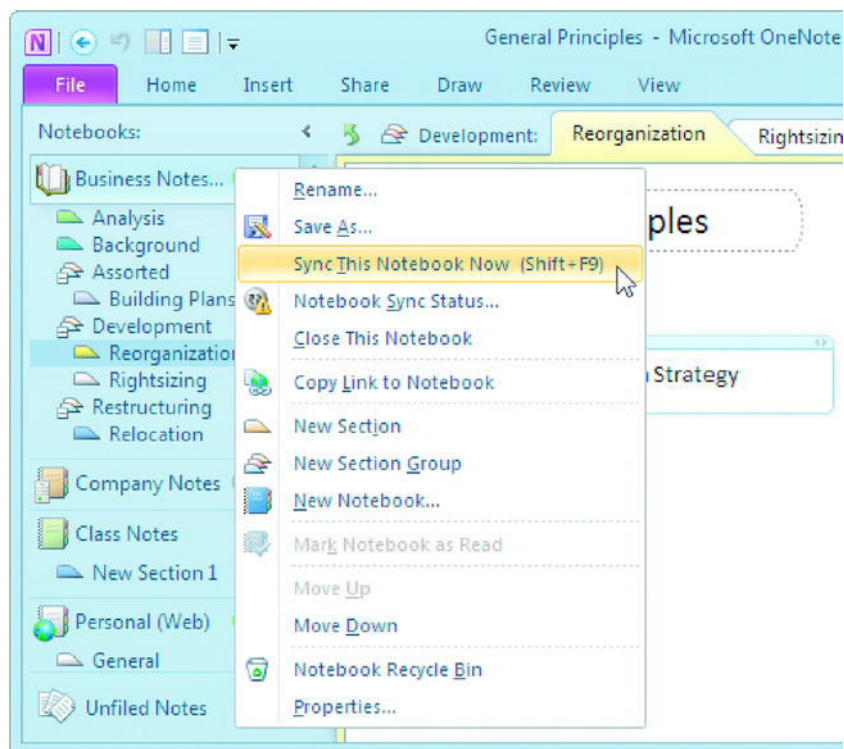 General Principles - Microsoft OneNote
File Home Insert Share Draw Review View
Notebooks:
Development: Reorganization
Business Notes...
Analysis
Background
Assorted
Building Plans
Development
Rightsizing
Restructuring
Relocation
Company Notes
Class Notes
New Section 1
Personal (Web)
General
Unfiled Notes
Rename...
Save As...
Sync This Notebook Now (Shift+F9)
Notebook Sync Status...
Close This Notebook
Copy Link to Notebook
New Section
New Section Group
New Notebook...
Mark Notebook as Read
Move Up
Move Down
Notebook Recycle Bin
Properties...
ples
Strategy